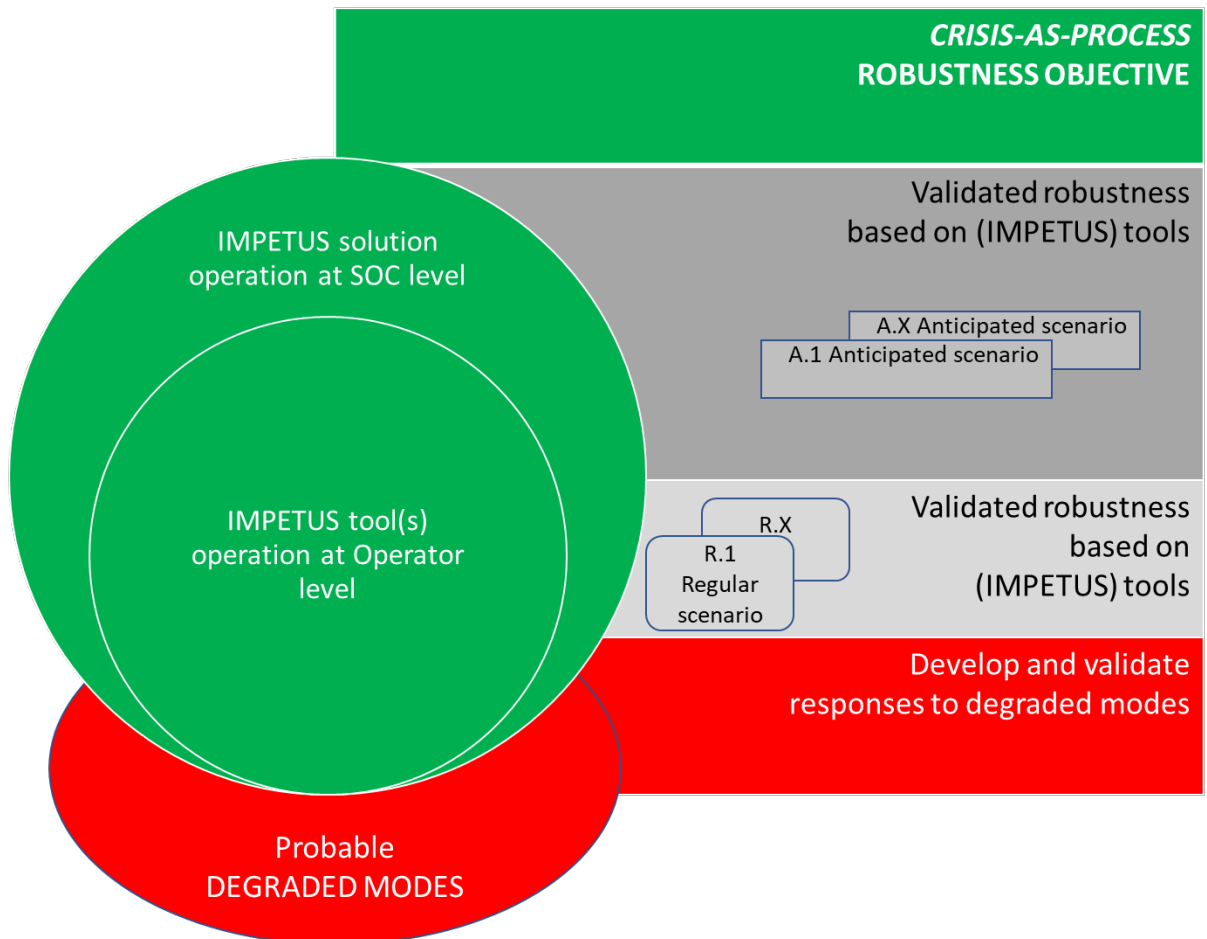 CRISIS-AS-PROCESS
ROBUSTNESS OBJECTIVE
Validated robustness
based on (IMPETUS) tools
IMPETUS solution
operation at SOC level
A.X Anticipated scenario
A.1 Anticipated scenario
IMPETUS tool(s)
operation at Operator
level
Validated robustness
based on
(IMPETUS) tools
R.X
R.1
Regular
scenario
Develop and validate
responses to degraded modes
Probable
DEGRADED MODES